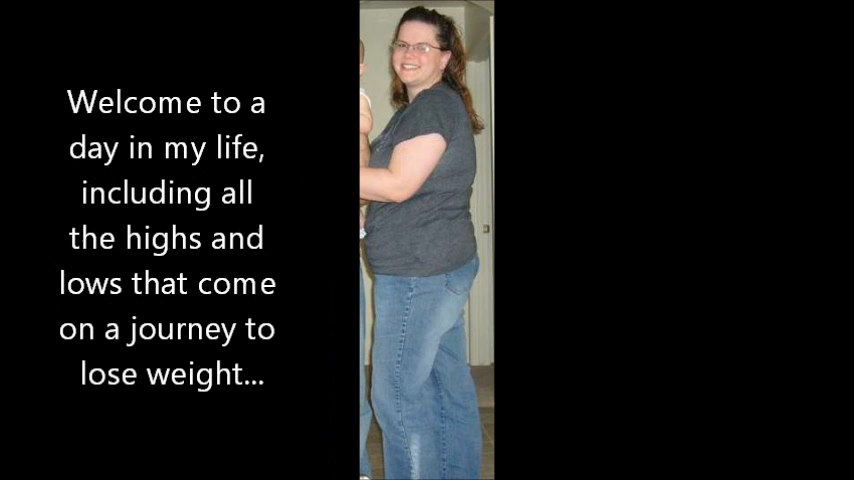 Welcome to a
day in my life,
including all
the highs and
lows that come
on a journey to
lose weight...